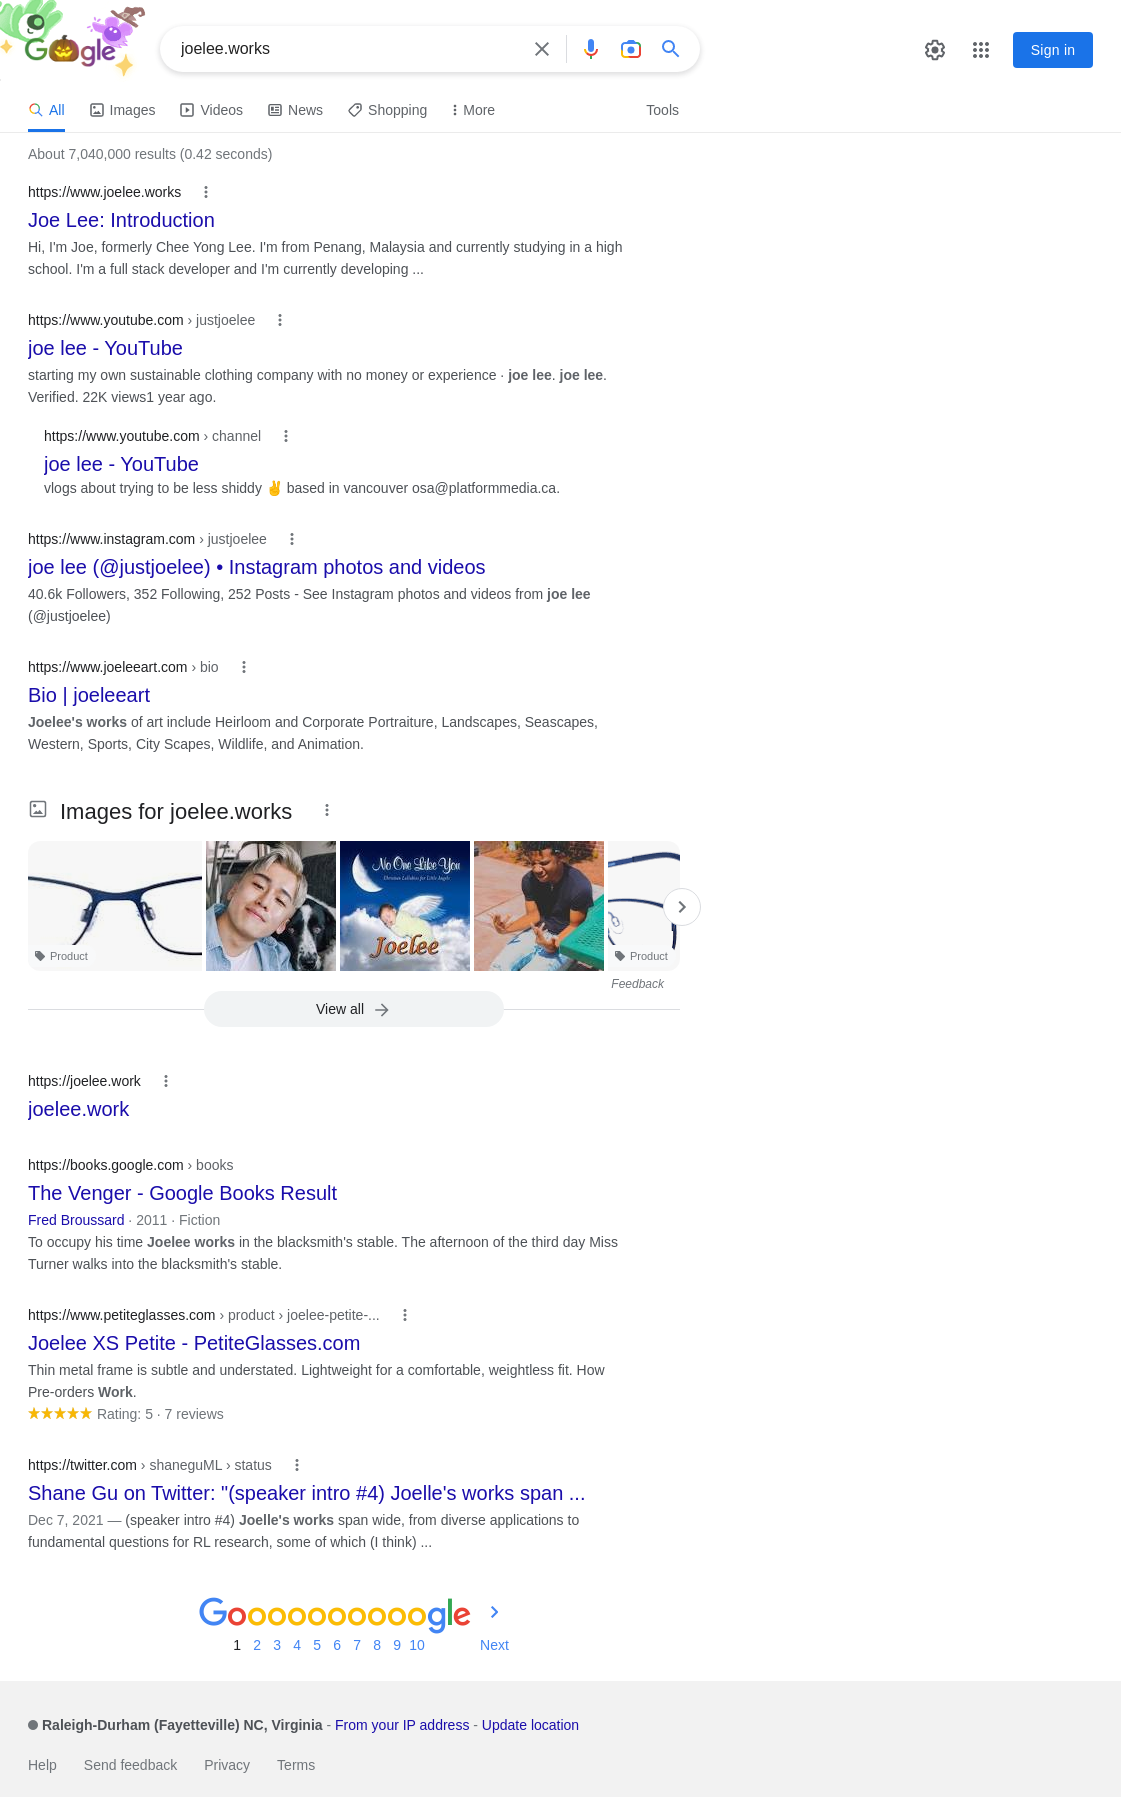 Google
joelee.works
Sign in
All
Images
Videos
News
Shopping
More
Tools
About 7,040,000 results (0.42 seconds)
https://www.joelee.works
Joe Lee: Introduction
Hi, I'm Joe, formerly Chee Yong Lee. I'm from Penang, Malaysia and currently studying in a high
school. I'm a full stack developer and I'm currently developing ...
https://www.youtube.com › justjoelee
joe lee - YouTube
starting my own sustainable clothing company with no money or experience · joe lee. joe lee.
Verified. 22K views1 year ago.
https://www.youtube.com › channel
joe lee - YouTube
vlogs about trying to be less shiddy ✌ based in vancouver osa@platformmedia.ca.
https://www.instagram.com › justjoelee
joe lee (@justjoelee) • Instagram photos and videos
40.6k Followers, 352 Following, 252 Posts - See Instagram photos and videos from joe lee
(@justjoelee)
https://www.joeleeart.com › bio
Bio | joeleeart
Joelee's works of art include Heirloom and Corporate Portraiture, Landscapes, Seascapes,
Western, Sports, City Scapes, Wildlife, and Animation.
Images for joelee.works
No One Like You
Christian Lullabies for Little Angels
Joelee
Product
Product
Feedback
View all
https://joelee.work
joelee.work
https://books.google.com › books
The Venger - Google Books Result
Fred Broussard · 2011 · Fiction
To occupy his time Joelee works in the blacksmith's stable. The afternoon of the third day Miss
Turner walks into the blacksmith's stable.
https://www.petiteglasses.com › product › joelee-petite-...
Joelee XS Petite - PetiteGlasses.com
Thin metal frame is subtle and understated. Lightweight for a comfortable, weightless fit. How
Pre-orders Work.
★★★★★ Rating: 5 · 7 reviews
https://twitter.com › shaneguML › status
Shane Gu on Twitter: "(speaker intro #4) Joelle's works span ...
Dec 7, 2021 — (speaker intro #4) Joelle's works span wide, from diverse applications to
fundamental questions for RL research, some of which (I think) ...
Goooooooooogle
1 2 3 4 5 6 7 8 9 10 Next
Raleigh-Durham (Fayetteville) NC, Virginia - From your IP address - Update location
Help Send feedback Privacy Terms